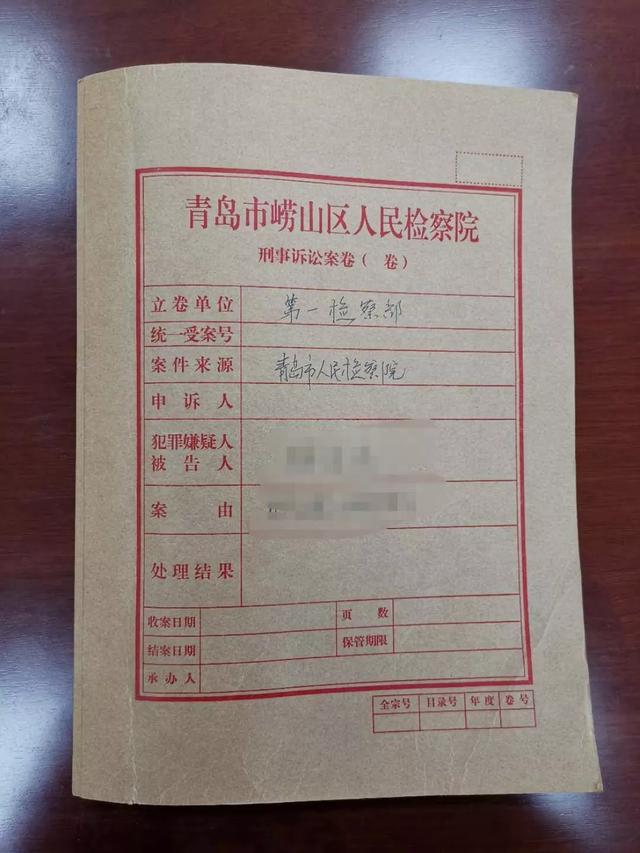 青岛市崂山区人民检察院
刑事诉讼案卷( 卷)
立卷单位 第一检察部
统一受案号
案件来源 青岛市人民检察院
申诉人
犯罪嫌疑人
被告人
案由
处理结果
收案日期 页数
结案日期 保管期限
承办人
全宗号 目录号 年度 卷号